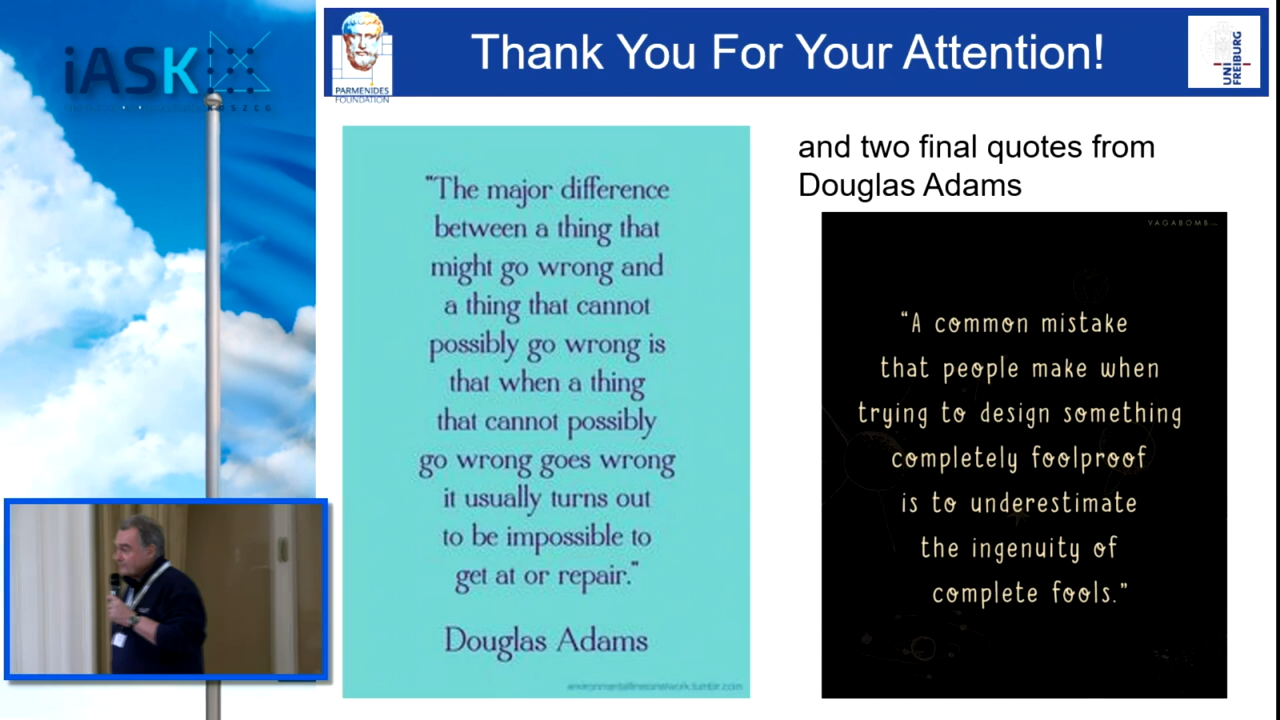 iASK
KŐSZEG
PARMENIDES
FOUNDATION
Thank You For Your Attention!
UNI
FREIBURG
"The major difference
between a thing that
might go wrong and
a thing that cannot
possibly go wrong is
that when a thing
that cannot possibly
go wrong goes wrong
it usually turns out
to be impossible to
get at or repair."
Douglas Adams
and two final quotes from
Douglas Adams
VAGABOMB
“A common mistake
that people make when
trying to design something
completely foolproof
is to underestimate
the ingenuity of
complete fools.”